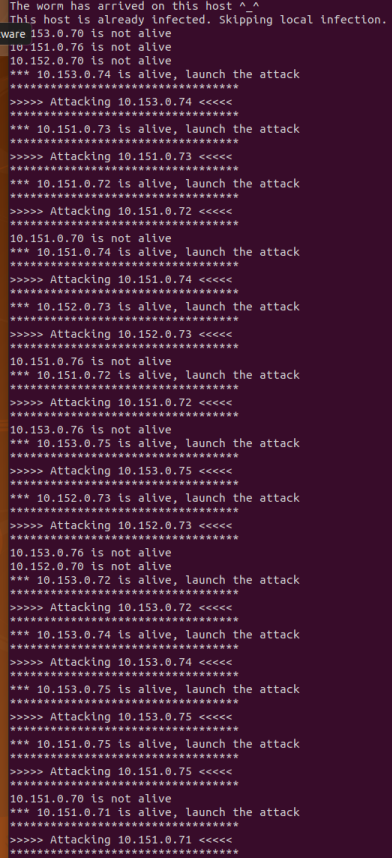 The worm has arrived on this host ^_^
This host is already infected. Skipping local infection.
ware
153.0.70 is not alive
10.151.0.76 is not alive
10.152.0.70 is not alive
*** 10.153.0.74 is alive, launch the attack
**********************************
>>>>> Attacking 10.153.0.74 <<<<<
**********************************
*** 10.151.0.73 is alive, launch the attack
**********************************
>>>>> Attacking 10.151.0.73 <<<<<
**********************************
*** 10.151.0.72 is alive, launch the attack
**********************************
>>>>> Attacking 10.151.0.72 <<<<<
**********************************
10.151.0.70 is not alive
*** 10.151.0.74 is alive, launch the attack
**********************************
>>>>> Attacking 10.151.0.74 <<<<<
**********************************
*** 10.152.0.73 is alive, launch the attack
**********************************
>>>>> Attacking 10.152.0.73 <<<<<
**********************************
10.151.0.76 is not alive
*** 10.151.0.72 is alive, launch the attack
**********************************
>>>>> Attacking 10.151.0.72 <<<<<
**********************************
10.153.0.76 is not alive
*** 10.153.0.75 is alive, launch the attack
**********************************
>>>>> Attacking 10.153.0.75 <<<<<
**********************************
*** 10.152.0.73 is alive, launch the attack
**********************************
>>>>> Attacking 10.152.0.73 <<<<<
**********************************
10.153.0.76 is not alive
10.152.0.70 is not alive
*** 10.153.0.72 is alive, launch the attack
**********************************
>>>>> Attacking 10.153.0.72 <<<<<
**********************************
*** 10.153.0.74 is alive, launch the attack
**********************************
>>>>> Attacking 10.153.0.74 <<<<<
**********************************
*** 10.153.0.75 is alive, launch the attack
**********************************
>>>>> Attacking 10.153.0.75 <<<<<
**********************************
*** 10.151.0.75 is alive, launch the attack
**********************************
>>>>> Attacking 10.151.0.75 <<<<<
**********************************
10.151.0.70 is not alive
*** 10.151.0.71 is alive, launch the attack
**********************************
>>>>> Attacking 10.151.0.71 <<<<<
**********************************